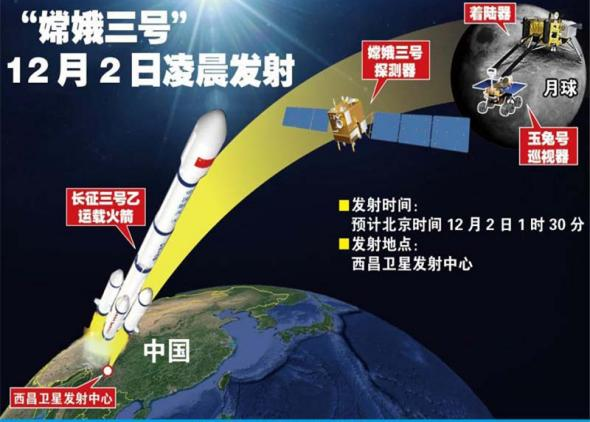 “嫦娥三号”
12月2日凌晨发射
着陆器
嫦娥三号
探测器
月球
玉兔号
巡视器
长征三号乙
运载火箭
■发射时间：
预计北京时间12月2日1时30分
■发射地点：
西昌卫星发射中心
中国
西昌卫星发射中心